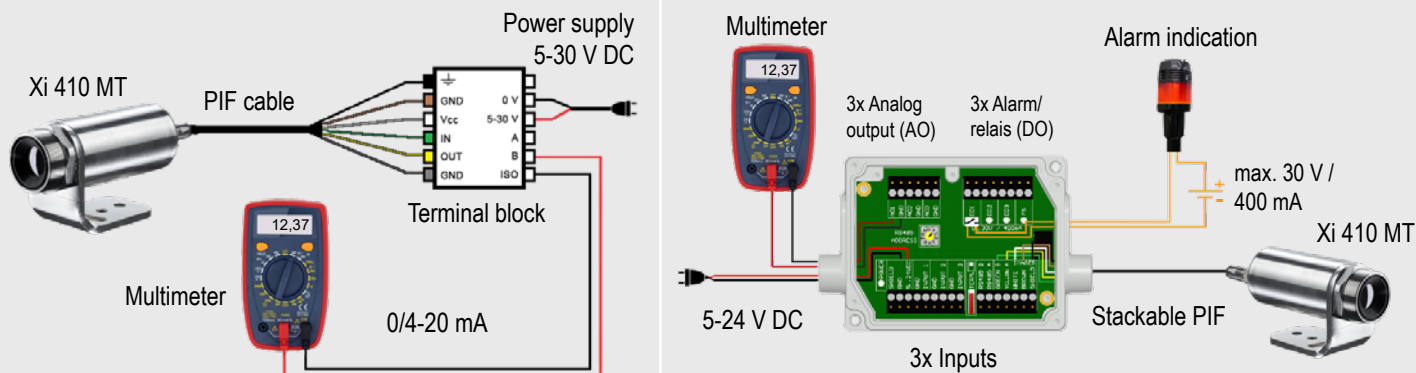 Power supply
5-30 V DC
Xi 410 MT
PIF cable
GND
Vcc
IN
OUT
GND
0 V
5-30 V
A
B
ISO
Terminal block
12,37
Multimeter
0/4-20 mA
Multimeter
12,37
Alarm indication
3x Analog
output (AO)
3x Alarm/
relais (DO)
max. 30 V /
400 mA
Xi 410 MT
RS485
ADDRESS
5-24 V DC
Stackable PIF
3x Inputs